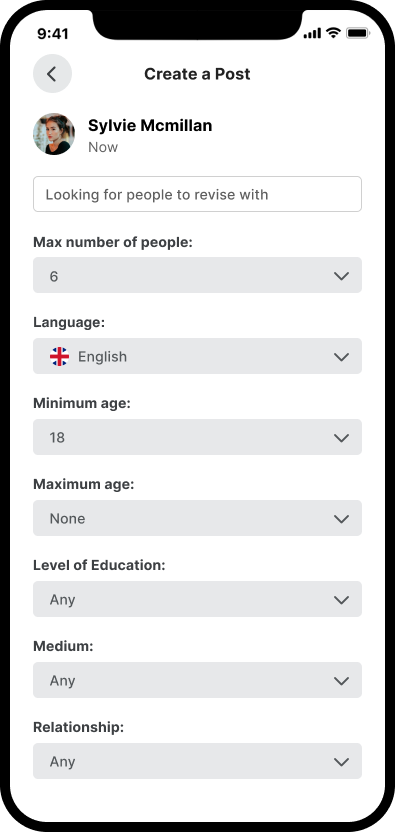 9:41
Create a Post
Sylvie Mcmillan
Now
Looking for people to revise with
Max number of people:
6
Language:
English
Minimum age:
18
Maximum age:
None
Level of Education:
Any
Medium:
Any
Relationship:
Any